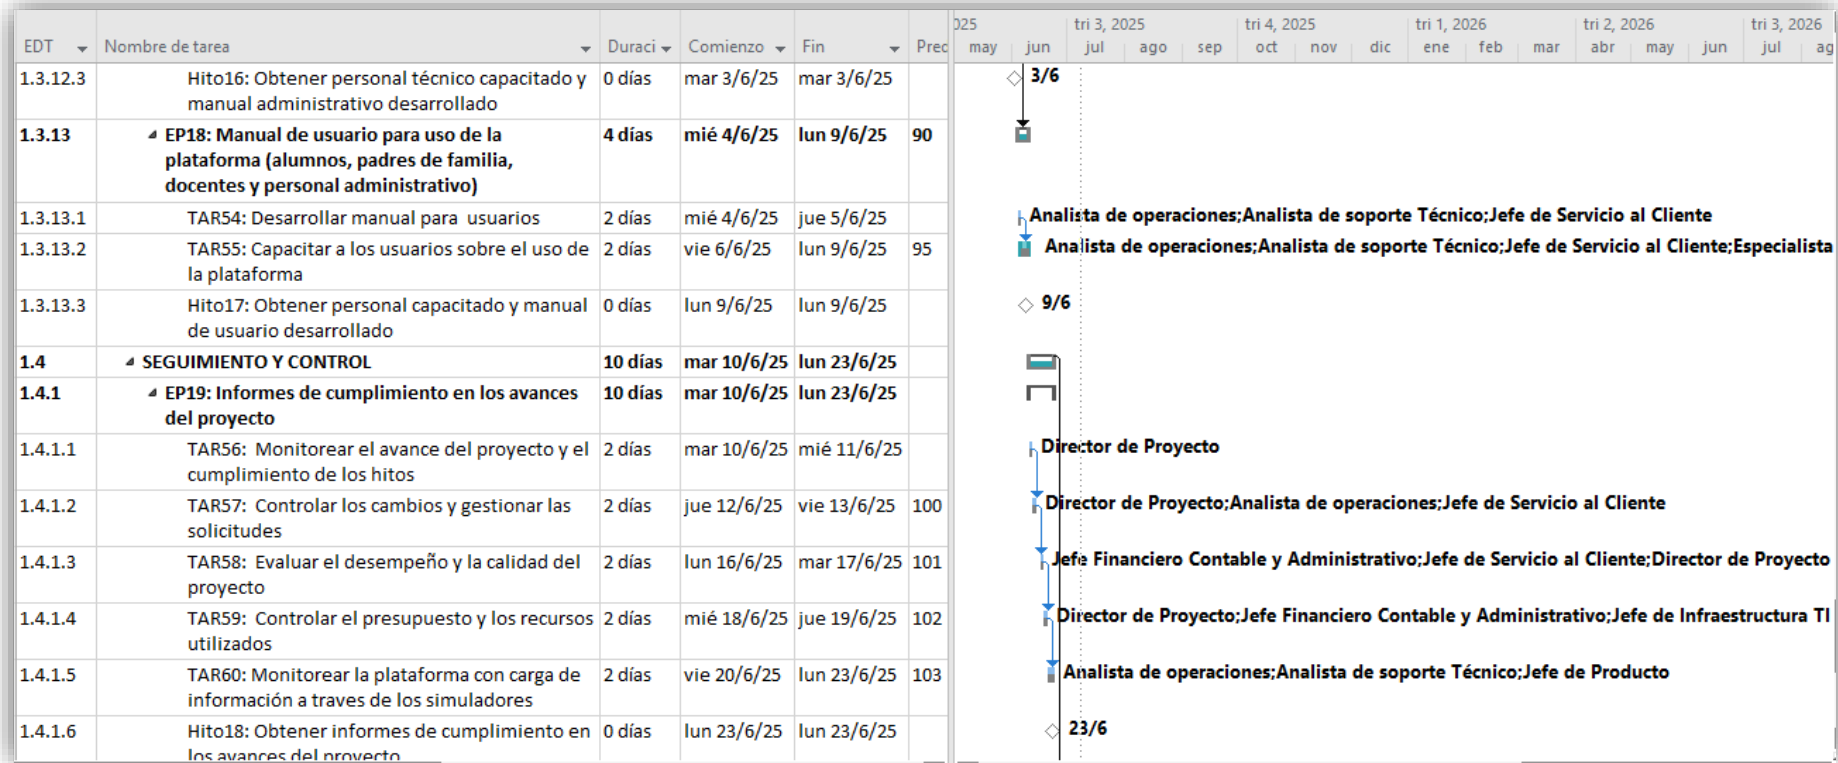 025 tri 3, 2025 tri 4, 2025 tri 1, 2026 tri 2, 2026 tri 3, 2026
EDT Nombre de tarea Duraci Comienzo Fin Pred may jun jul ago sep oct nov dic ene feb mar abr may jun jul ag
1.3.12.3 Hito16: Obtener personal técnico capacitado y 0 días mar 3/6/25 mar 3/6/25 3/6
manual administrativo desarrollado
1.3.13 EP18: Manual de usuario para uso de la 4 días mié 4/6/25 lun 9/6/25 90
plataforma (alumnos, padres de familia,
docentes y personal administrativo)
1.3.13.1 TAR54: Desarrollar manual para usuarios 2 días mié 4/6/25 jue 5/6/25 Analista de operaciones;Analista de soporte Técnico;Jefe de Servicio al Cliente
1.3.13.2 TAR55: Capacitar a los usuarios sobre el uso de 2 días vie 6/6/25 lun 9/6/25 95 Analista de operaciones;Analista de soporte Técnico;Jefe de Servicio al Cliente;Especialista
la plataforma
1.3.13.3 Hito17: Obtener personal capacitado y manual 0 días lun 9/6/25 lun 9/6/25 9/6
de usuario desarrollado
1.4 SEGUIMIENTO Y CONTROL 10 días mar 10/6/25 lun 23/6/25
1.4.1 EP19: Informes de cumplimiento en los avances 10 días mar 10/6/25 lun 23/6/25
del proyecto
1.4.1.1 TAR56: Monitorear el avance del proyecto y el 2 días mar 10/6/25 mié 11/6/25 Director de Proyecto
cumplimiento de los hitos
1.4.1.2 TAR57: Controlar los cambios y gestionar las 2 días jue 12/6/25 vie 13/6/25 100 Director de Proyecto;Analista de operaciones;Jefe de Servicio al Cliente
solicitudes
1.4.1.3 TAR58: Evaluar el desempeño y la calidad del 2 días lun 16/6/25 mar 17/6/25 101 Jefe Financiero Contable y Administrativo;Jefe de Servicio al Cliente;Director de Proyecto
proyecto
1.4.1.4 TAR59: Controlar el presupuesto y los recursos 2 días mié 18/6/25 jue 19/6/25 102 Director de Proyecto;Jefe Financiero Contable y Administrativo;Jefe de Infraestructura TI
utilizados
1.4.1.5 TAR60: Monitorear la plataforma con carga de 2 días vie 20/6/25 lun 23/6/25 103 Analista de operaciones;Analista de soporte Técnico;Jefe de Producto
información a traves de los simuladores
1.4.1.6 Hito18: Obtener informes de cumplimiento en 0 días lun 23/6/25 lun 23/6/25 23/6
los avances del proyecto